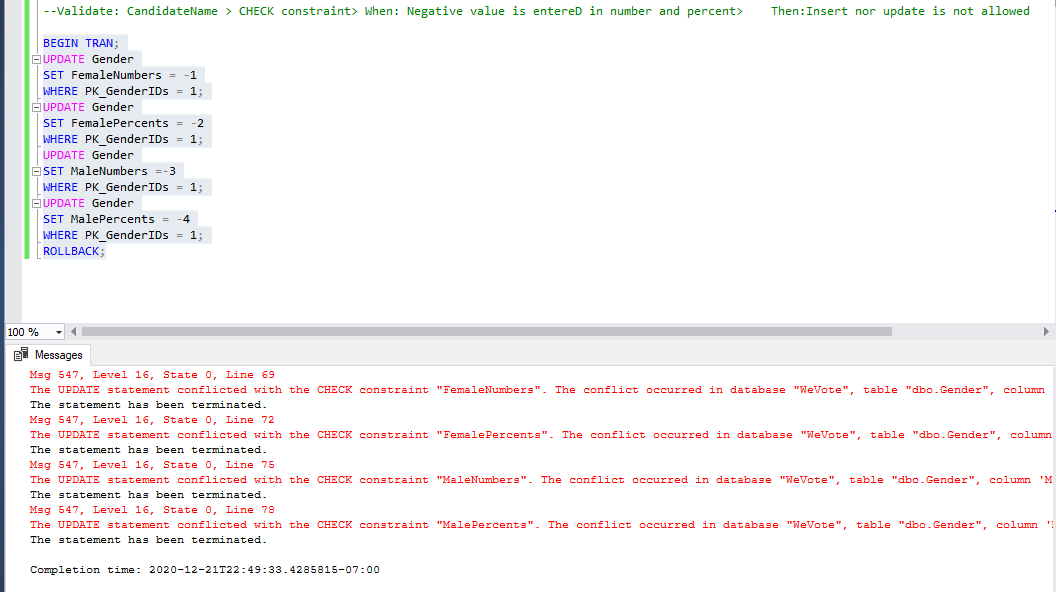 --Validate: CandidateName > CHECK constraint> When: Negative value is entereD in number and percent>    Then:Insert nor update is not allowed
BEGIN TRAN;
UPDATE Gender
SET FemaleNumbers = -1
WHERE PK_GenderIDs = 1;
UPDATE Gender
SET FemalePercents = -2
WHERE PK_GenderIDs = 1;
UPDATE Gender
SET MaleNumbers =-3
WHERE PK_GenderIDs = 1;
UPDATE Gender
SET MalePercents = -4
WHERE PK_GenderIDs = 1;
ROLLBACK;
100 %
Messages
Msg 547, Level 16, State 0, Line 69
The UPDATE statement conflicted with the CHECK constraint "FemaleNumbers". The conflict occurred in database "WeVote", table "dbo.Gender", column
The statement has been terminated.
Msg 547, Level 16, State 0, Line 72
The UPDATE statement conflicted with the CHECK constraint "FemalePercents". The conflict occurred in database "WeVote", table "dbo.Gender", column
The statement has been terminated.
Msg 547, Level 16, State 0, Line 75
The UPDATE statement conflicted with the CHECK constraint "MaleNumbers". The conflict occurred in database "WeVote", table "dbo.Gender", column 'M
The statement has been terminated.
Msg 547, Level 16, State 0, Line 78
The UPDATE statement conflicted with the CHECK constraint "MalePercents". The conflict occurred in database "WeVote", table "dbo.Gender", column '
The statement has been terminated.
Completion time: 2020-12-21T22:49:33.4285815-07:00